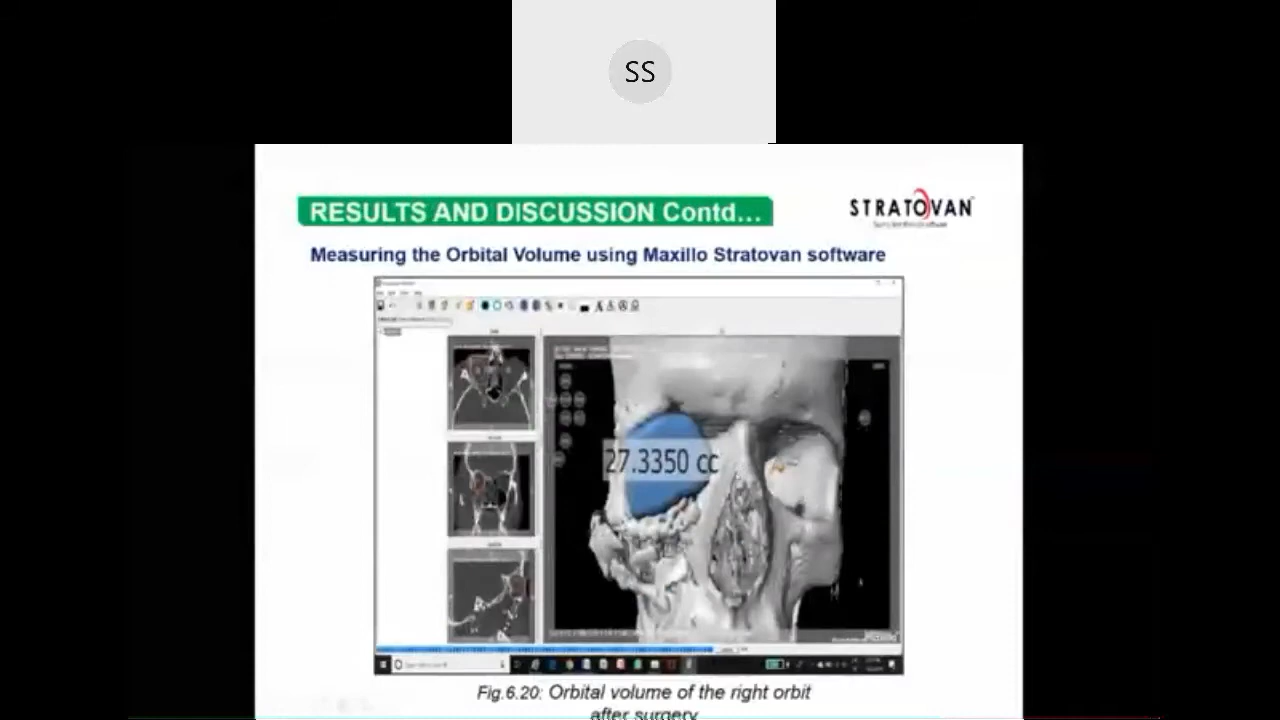 SS
RESULTS AND DISCUSSION Contd...
STRATOVAN
Measuring the Orbital Volume using Maxillo Stratovan software
27.3350 cc
Fig.6.20: Orbital volume of the right orbit
after surgery